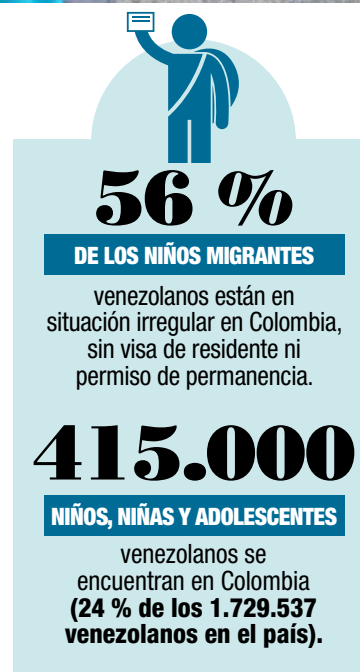 56 %
DE LOS NIÑOS MIGRANTES
venezolanos están en
situación irregular en Colombia,
sin visa de residente ni
permiso de permanencia.
415.000
NIÑOS, NIÑAS Y ADOLESCENTES
venezolanos se
encuentran en Colombia
(24 % de los 1.729.537
venezolanos en el país).